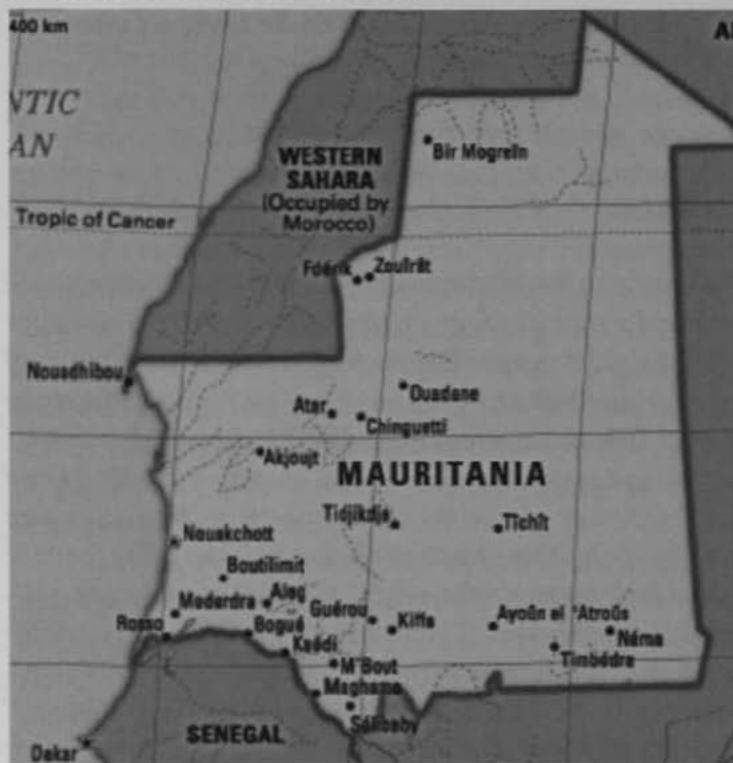 400 km
NTIC
AN
WESTERN
SAHARA
(Occupied by
Morocco)
Bir Mogreïn
Tropic of Cancer
Fdérik
Zouîrât
Nouadhibou
Ouadane
Atar
Chinguetti
Akjoujt
MAURITANIA
Tidjikdja
Tîchît
Nouakchott
Boutilimit
Aleg
Mederdra
Guérou
Kiffa
Ayoûn el 'Atroûs
Rosso
Bogué
Néma
Kaédi
Timbédra
M'Bout
Maghama
Sélibaby
SENEGAL
Dakar